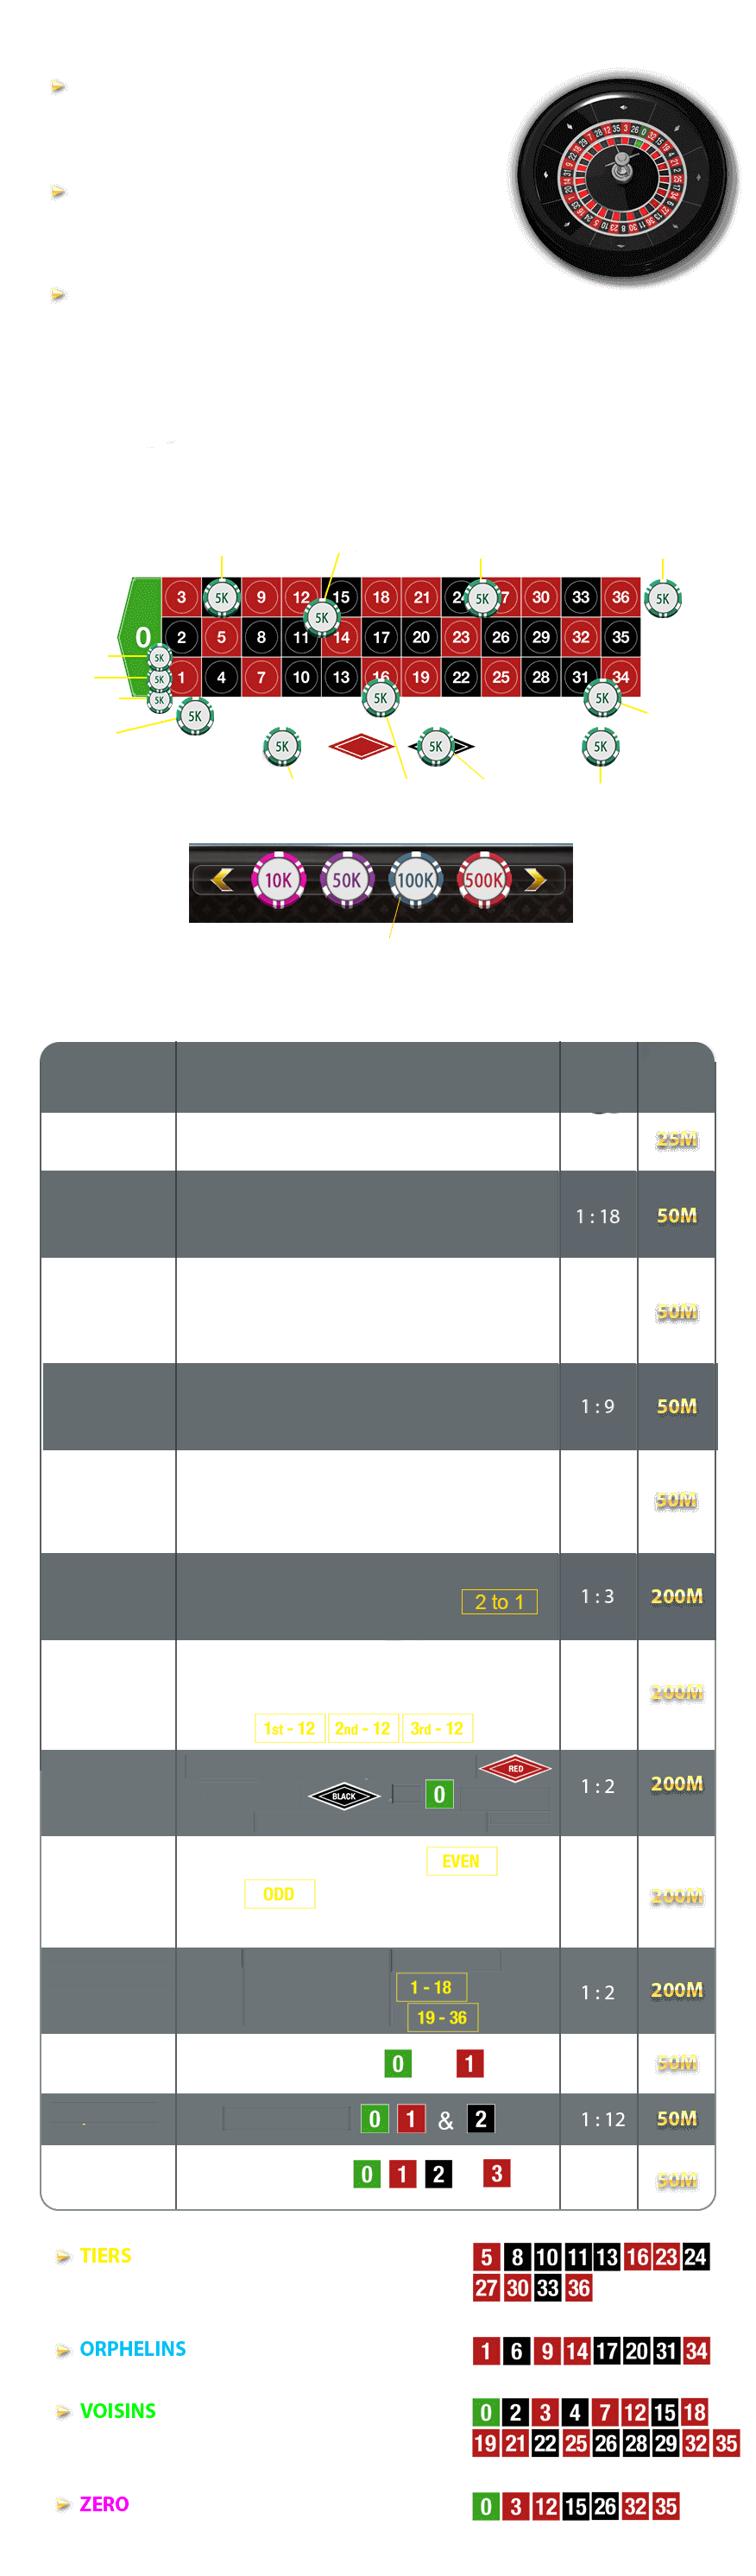 3 5K 9 12 15 18 21 24 27 30 33 36 5K
5K 5K
0 2 5 8 11 14 17 20 23 26 29 32 35
5K
1 4 7 10 13 16 19 22 25 28 31 34
5K
5K 5K 5K
5K
5K 5K 5K
10K 50K 100K 500K
25M
1 : 18 50M
50M
1 : 9 50M
50M
2 to 1 1 : 3 200M
200M
1st - 12 2nd - 12 3rd - 12
RED
BLACK 0 1 : 2 200M
EVEN
ODD 200M
1 - 18 1 : 2 200M
19 - 36
0 1 50M
0 1 & 2 1 : 12 50M
0 1 2 3 50M
TIERS 5 8 10 11 13 16 23 24
27 30 33 36
ORPHELINS 1 6 9 14 17 20 31 34
VOISINS 0 2 3 4 7 12 15 18
19 21 22 25 26 28 29 32 35
ZERO 0 3 12 15 26 32 35